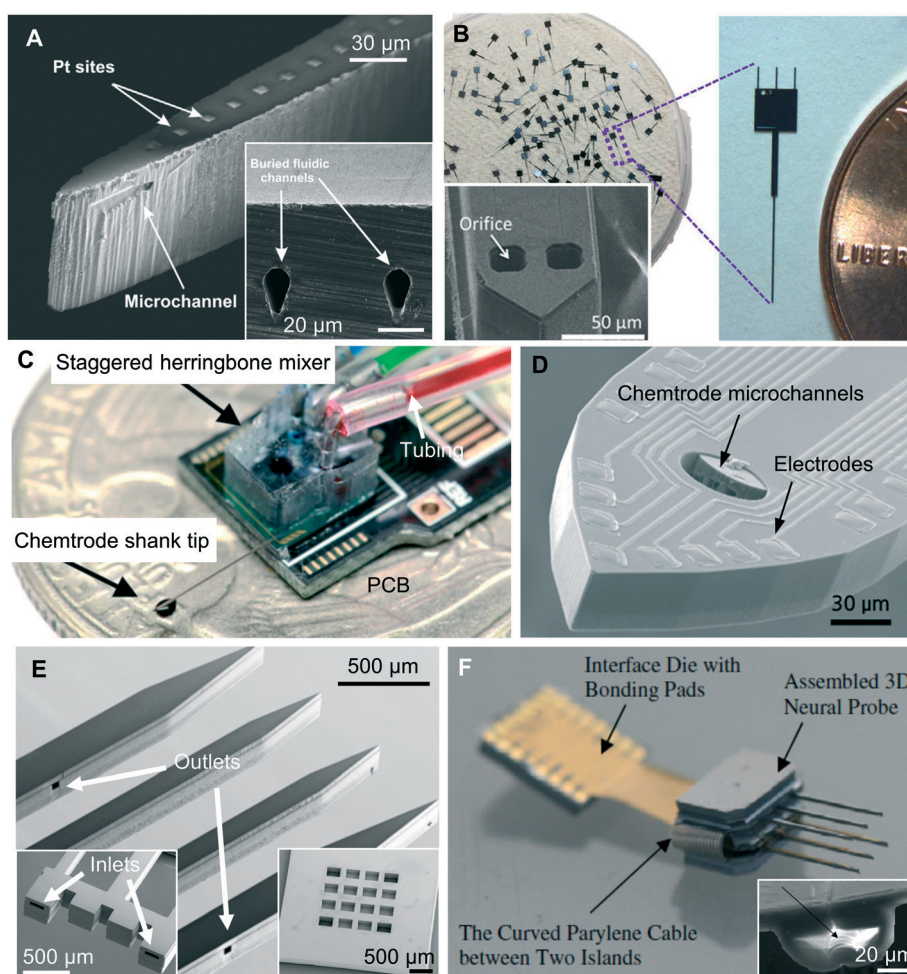 A
30 µm
Pt sites
Buried fluidic
channels
Microchannel
20 µm
B
Orifice
50 µm
LIBER
C
Staggered herringbone mixer
Tubing
Chemtrode shank tip
PCB
D
Chemtrode microchannels
Electrodes
30 µm
E
500 µm
Outlets
Inlets
500 µm
500 µm
F
Interface Die with
Bonding Pads
Assembled 3D
Neural Probe
The Curved Parylene Cable
between Two Islands
20 µm